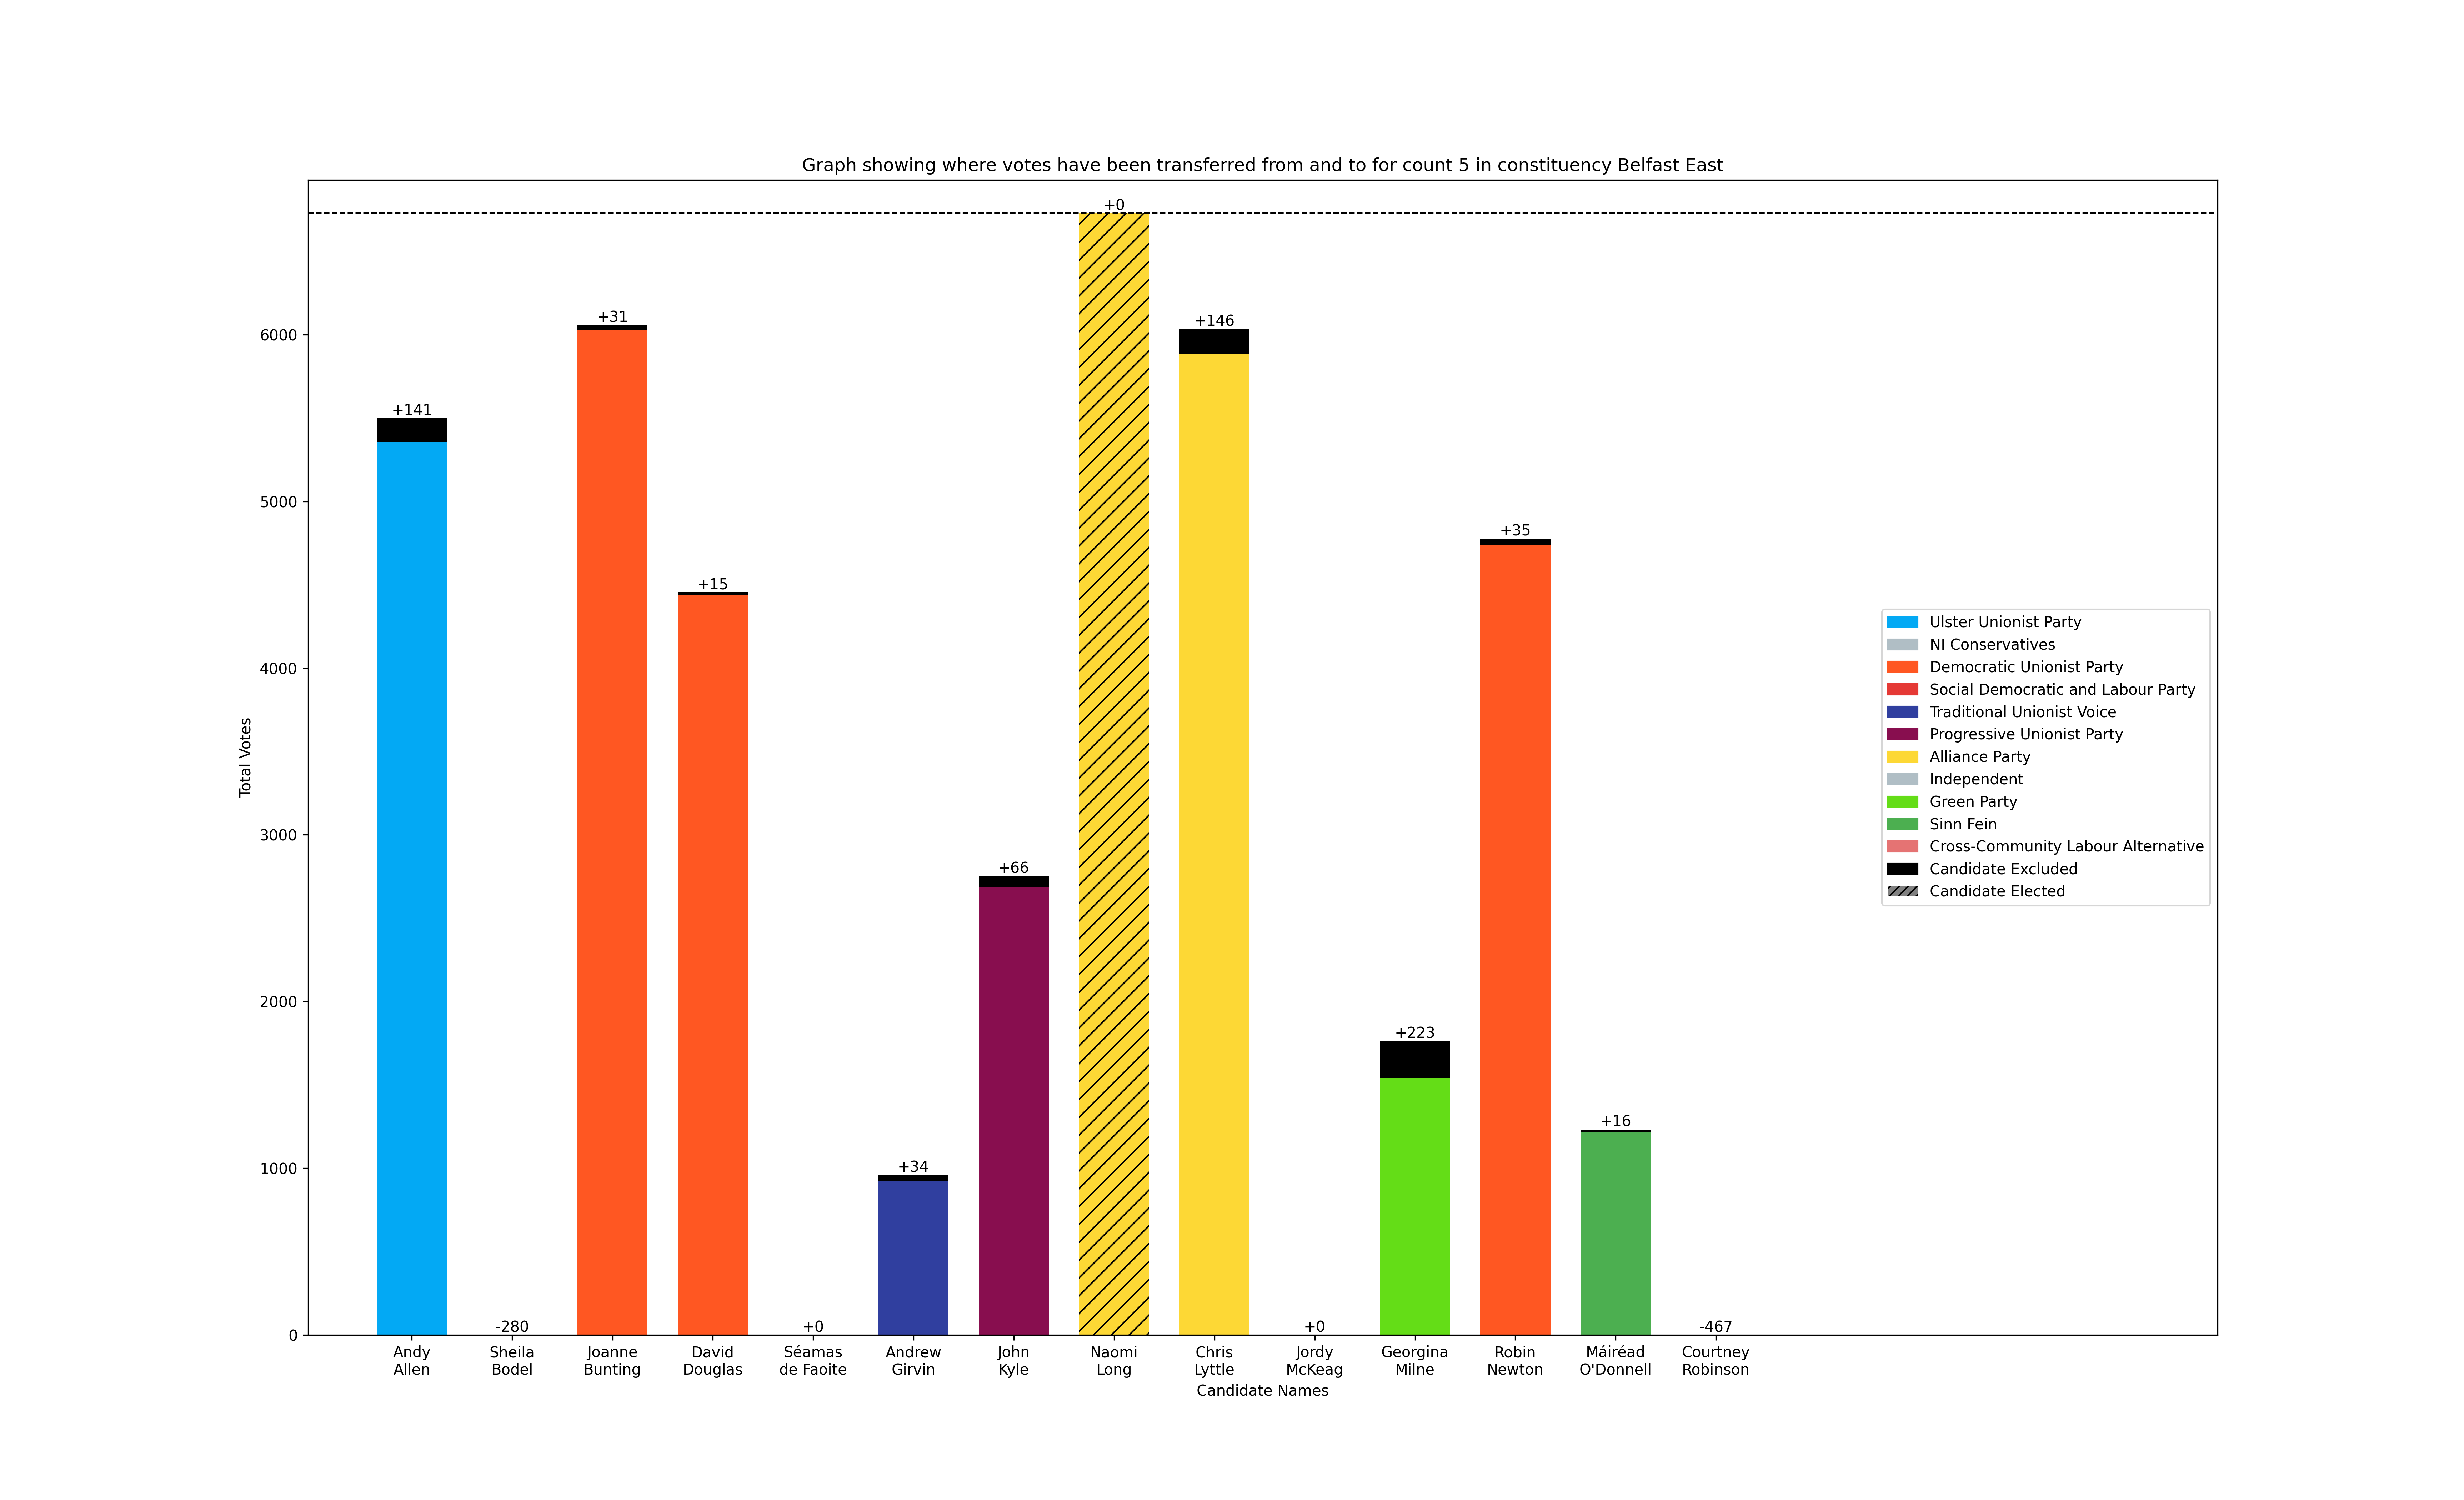 Graph showing where votes have been transferred from and to for count 5 in constituency Belfast East
Total Votes
6000
5000
4000
3000
2000
1000
0
+141
-280
+31
+15
+0
+34
+66
+0
+146
+0
+223
+35
+16
-467
Andy
Allen
Sheila
Bodel
Joanne
Bunting
David
Douglas
Séamas
de Faoite
Andrew
Girvin
John
Kyle
Naomi
Long
Chris
Lyttle
Jordy
McKeag
Georgina
Milne
Robin
Newton
Máiréad
O'Donnell
Courtney
Robinson
Candidate Names
Ulster Unionist Party
NI Conservatives
Democratic Unionist Party
Social Democratic and Labour Party
Traditional Unionist Voice
Progressive Unionist Party
Alliance Party
Independent
Green Party
Sinn Fein
Cross-Community Labour Alternative
Candidate Excluded
Candidate Elected